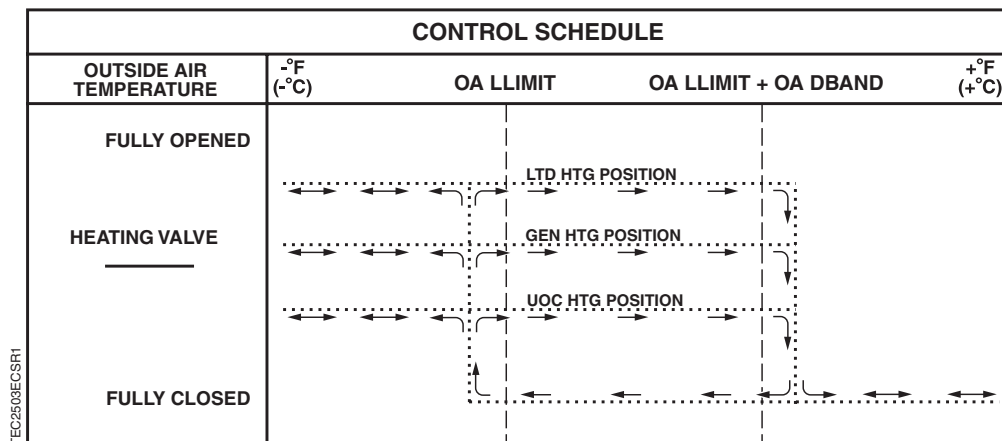 CONTROL SCHEDULE
OUTSIDE AIR
TEMPERATURE
-°F
(-°C)
OA LLIMIT
OA LLIMIT + OA DBAND
+°F
(+°C)
FULLY OPENED
LTD HTG POSITION
HEATING VALVE
GEN HTG POSITION
UOC HTG POSITION
FULLY CLOSED
TEC2503ECSR1